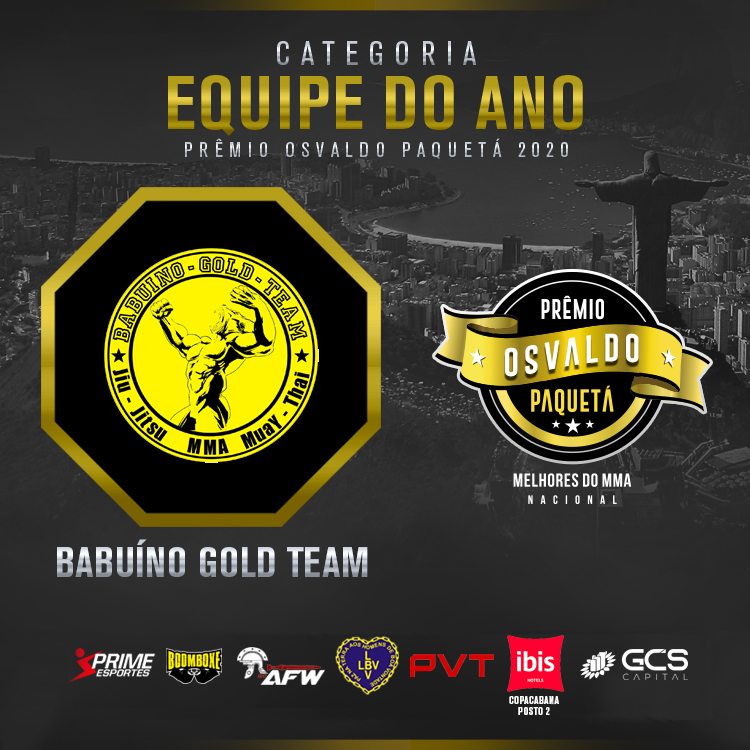 CATEGORIA
EQUIPE DO ANO
PRÊMIO OSVALDO PAQUETÁ 2020
BABUINO-GOLD-TEAM
Jiu-Jitsu MMA Muay-Thai
PRÊMIO
OSVALDO
PAQUETÁ
MELHORES DO MMA
NACIONAL
BABUÍNO GOLD TEAM
PRIME
ESPORTES
BOOMBOXE
AFW
LBV
PVT
ibis
HOTELS
COPACABANA
POSTO 2
GCS
CAPITAL